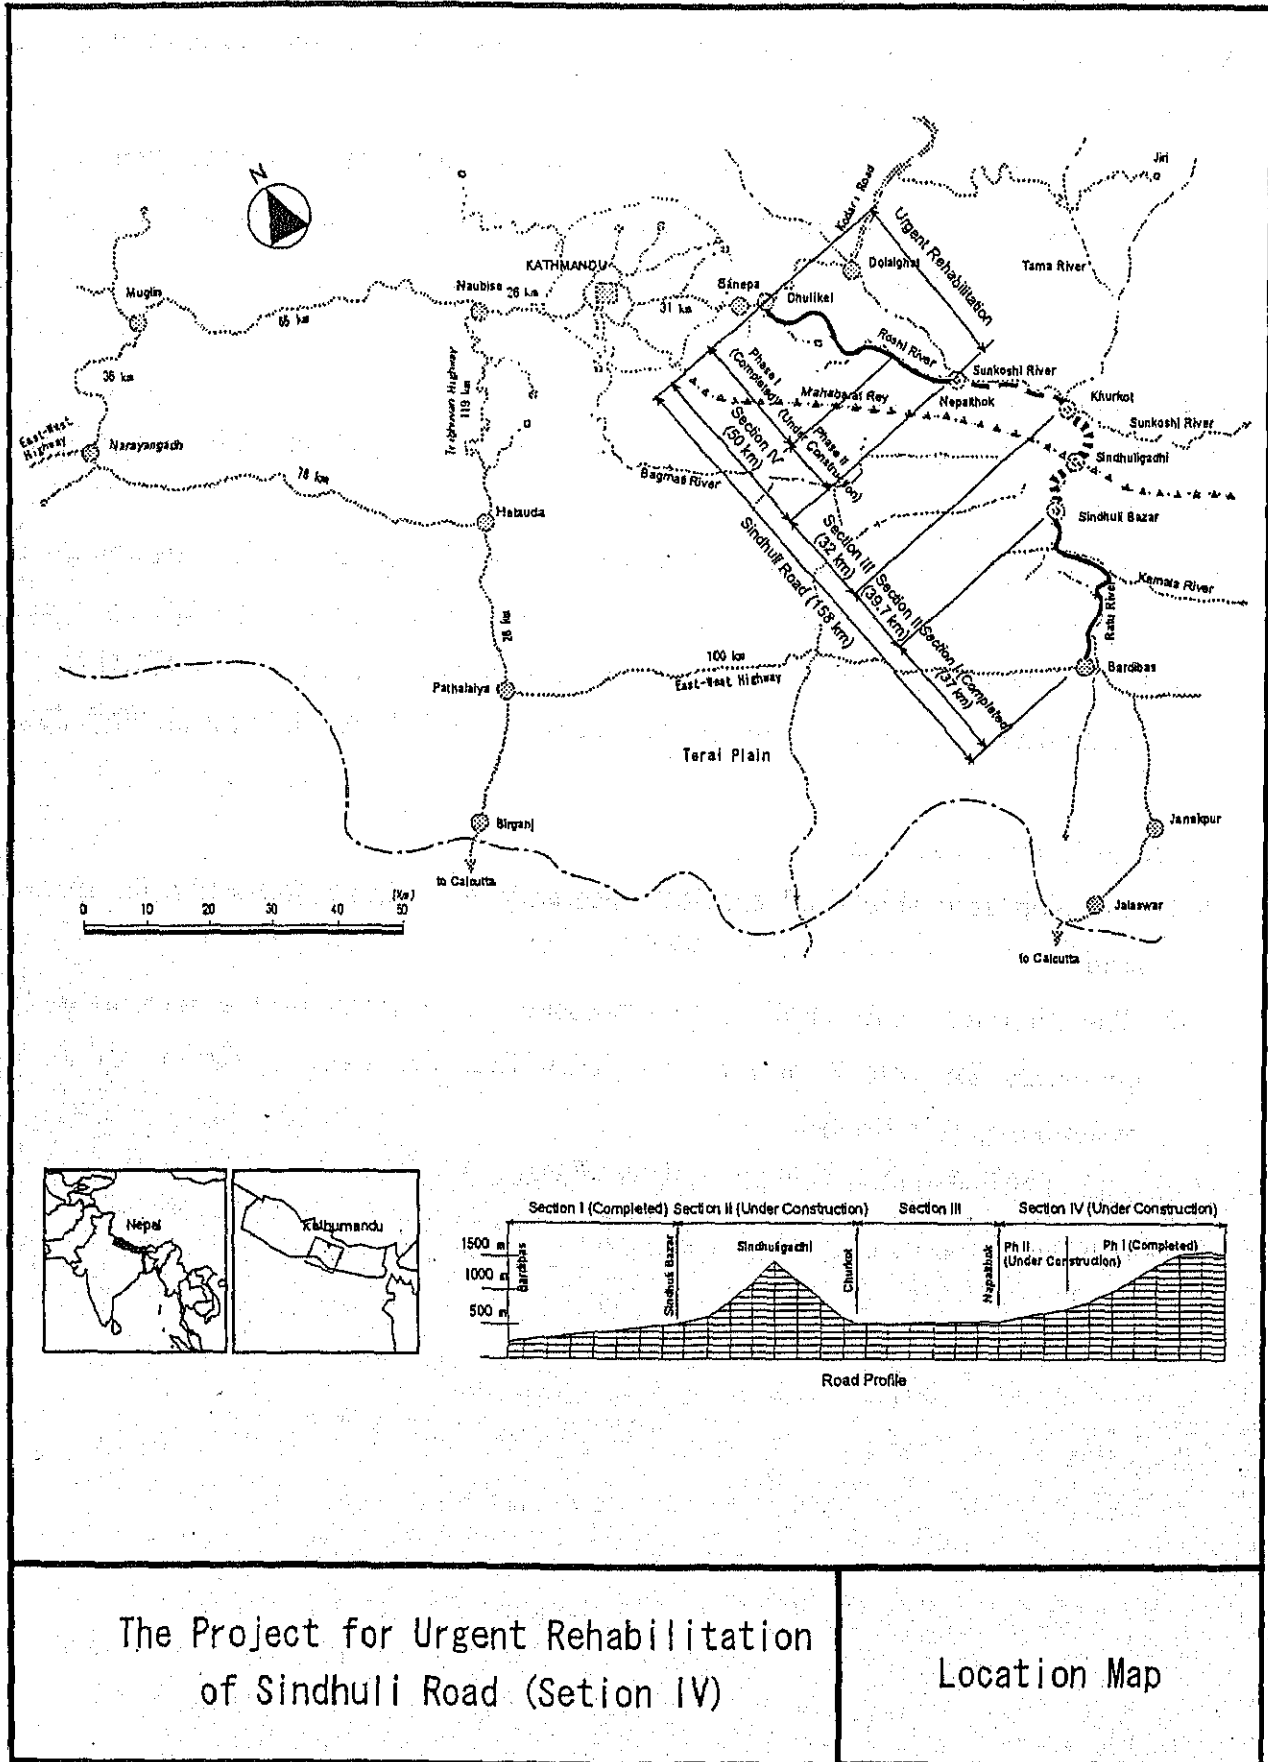 N
Jiri
Kodari Road
Urgent Rehabilitation
KATHMANDU
Dolalghat
Tama River
Muglin
Naubise
26 km
Banepa
Dhulikel
31 km
65 km
Roshi River
Sunkoshi River
Phase I
(Completed)
Mahabarat Rey
Nepalthok
Khurkot
36 km
Tribhuvan Highway
119 km
Phase II
(Under
Construction)
Sunkoshi River
East-West
Highway
Narayangadh
Section IV
(50 km)
Sindhuligadhi
78 km
Bagmati River
Hetauda
Sindhuli Bazar
Section III
(32 km)
Sindhuli Road (158 km)
Kamala River
Section II
(39.7 km)
Ratu River
28 km
Section I (Completed)
(37 km)
100 km
East-West Highway
Bardibas
Pathalaiya
Terai Plain
Birganj
Janakpur
to Calcutta
(Km)
0 10 20 30 40 50
Jalaswar
to Calcutta
Nepal
Kathumandu
Section I (Completed) Section II (Under Construction) Section III Section IV (Under Construction)
1500 m
1000 m
500 m
Bardibas
Sindhuli Bazar
Sindhuligadhi
Churkot
Napalthok
Ph II
(Under Construction)
Ph I (Completed)
Road Profile
The Project for Urgent Rehabilitation
of Sindhuli Road (Setion IV)
Location Map